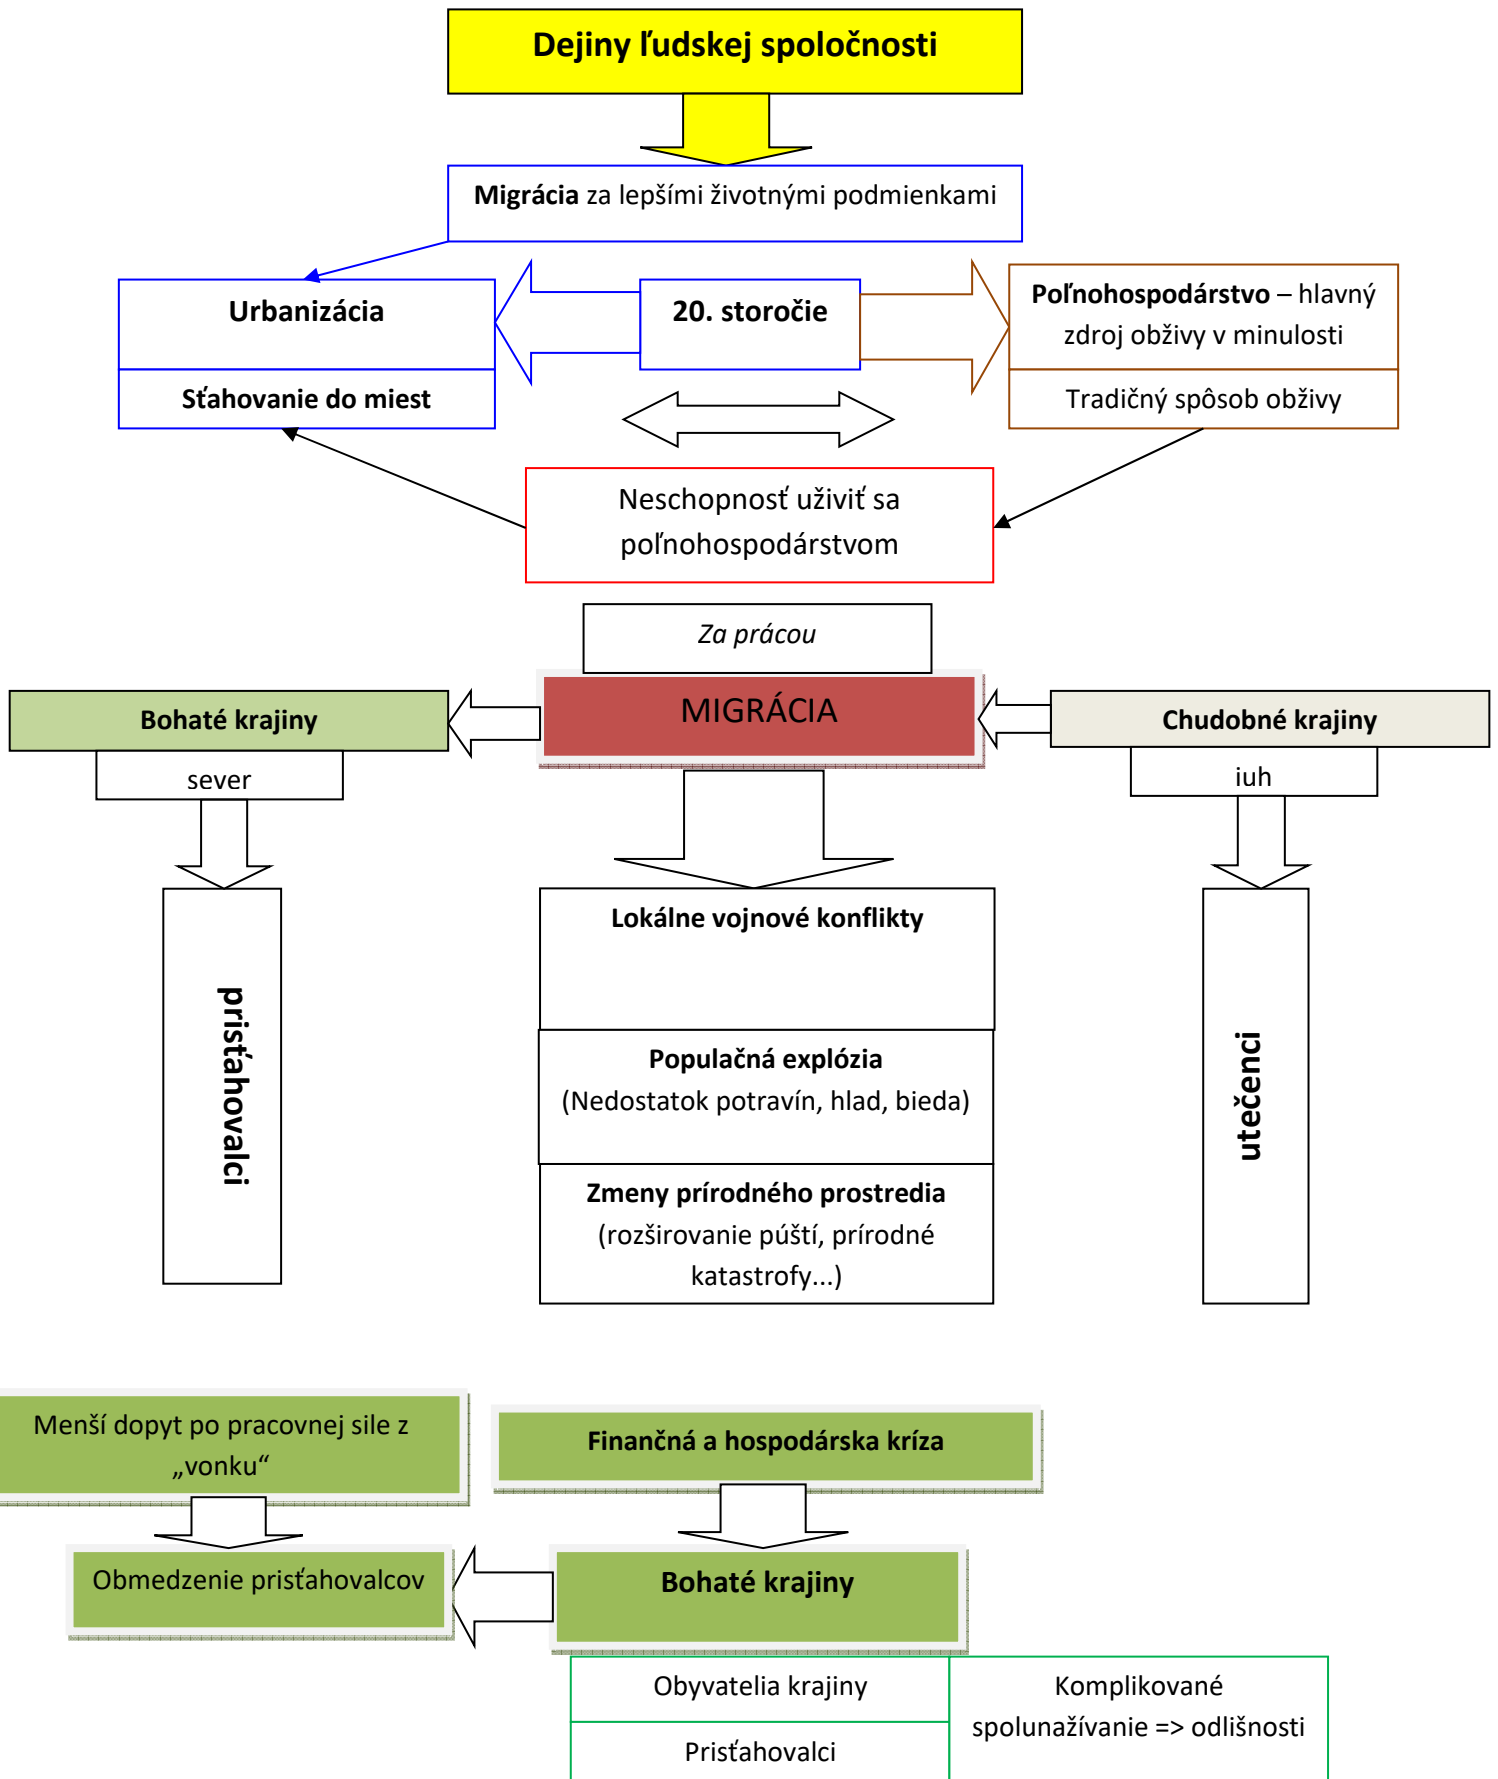 Dejiny ľudskej spoločnosti
Migrácia za lepšími životnými podmienkami
Urbanizácia
Sťahovanie do miest
20. storočie
Poľnohospodárstvo – hlavný
zdroj obživy v minulosti
Tradičný spôsob obživy
Neschopnosť uživiť sa
poľnohospodárstvom
Za prácou
Bohaté krajiny
MIGRÁCIA
Chudobné krajiny
sever
iuh
prisťahovalci
Lokálne vojnové konflikty
Populačná explózia
(Nedostatok potravín, hlad, bieda)
Zmeny prírodného prostredia
(rozširovanie púští, prírodné
katastrofy...)
utečenci
Menší dopyt po pracovnej sile z
„vonku“
Finančná a hospodárska kríza
Obmedzenie prisťahovalcov
Bohaté krajiny
Obyvatelia krajiny
Prisťahovalci
Komplikované
spolunažívanie => odlišnosti